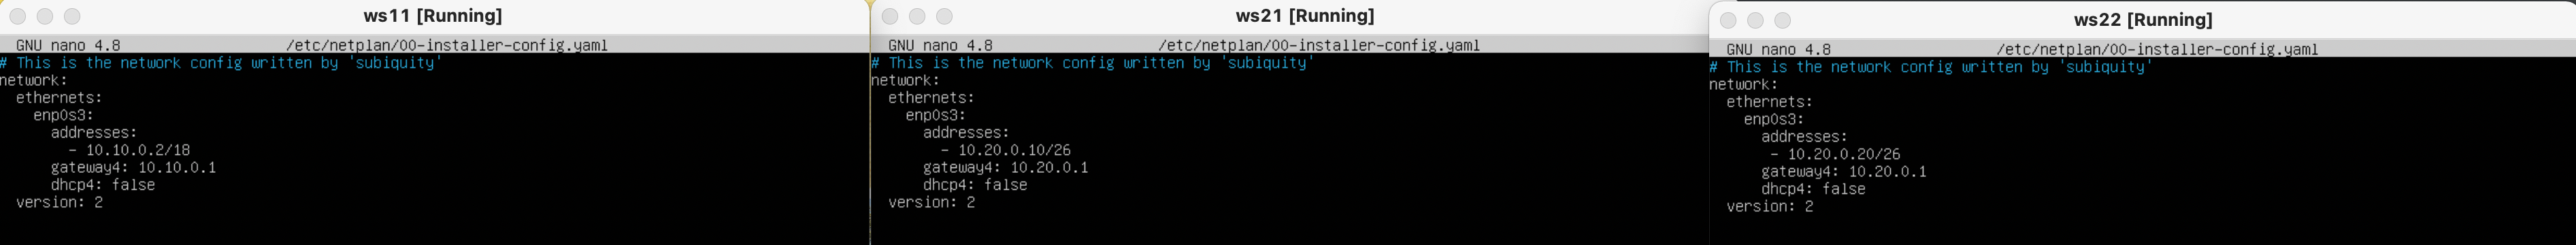 ws11 [Running]
GNU nano 4.8 /etc/netplan/00-installer-config.yaml
# This is the network config written by 'subiquity'
network:
  ethernets:
    enp0s3:
      addresses:
        - 10.10.0.2/18
      gateway4: 10.10.0.1
      dhcp4: false
  version: 2
ws21 [Running]
GNU nano 4.8 /etc/netplan/00-installer-config.yaml
# This is the network config written by 'subiquity'
network:
  ethernets:
    enp0s3:
      addresses:
        - 10.20.0.10/26
      gateway4: 10.20.0.1
      dhcp4: false
  version: 2
ws22 [Running]
GNU nano 4.8 /etc/netplan/00-installer-config.yaml
# This is the network config written by 'subiquity'
network:
  ethernets:
    enp0s3:
      addresses:
       - 10.20.0.20/26
      gateway4: 10.20.0.1
      dhcp4: false
  version: 2